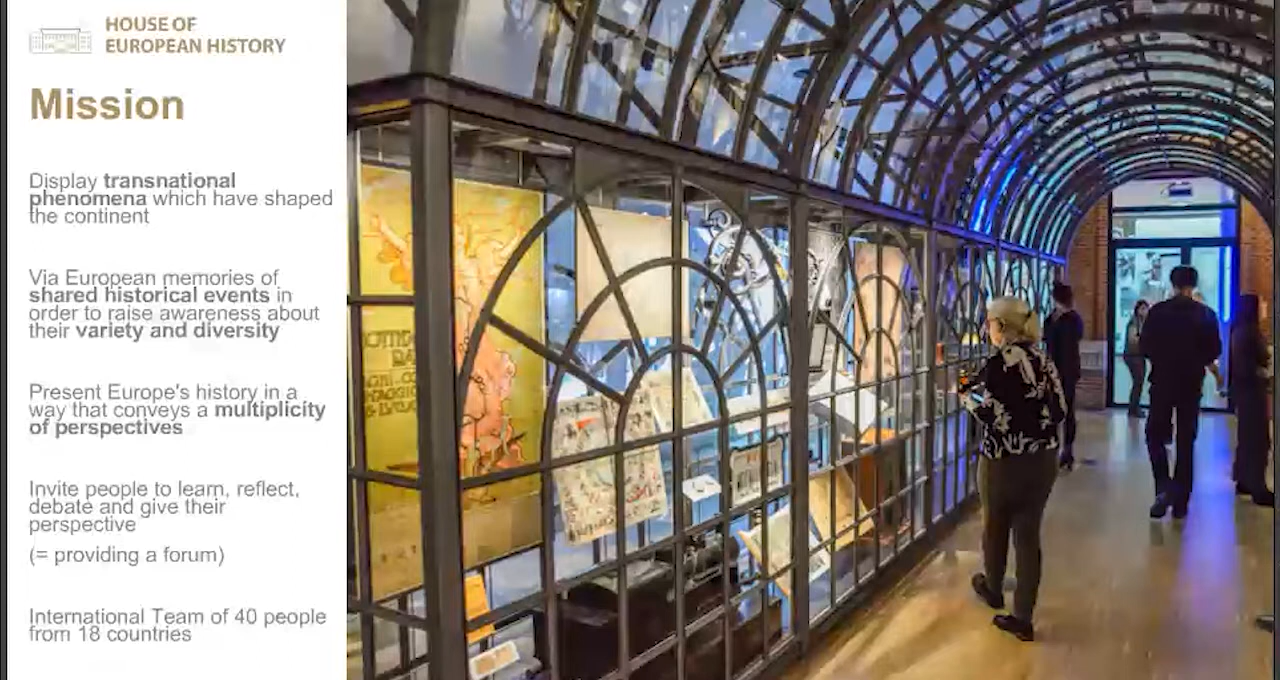 HOUSE OF
EUROPEAN HISTORY
Mission
Display transnational
phenomena which have shaped
the continent
Via European memories of
shared historical events in
order to raise awareness about
their variety and diversity
Present Europe's history in a
way that conveys a multiplicity
of perspectives
Invite people to learn, reflect,
debate and give their
perspective
(= providing a forum)
International Team of 40 people
from 18 countries